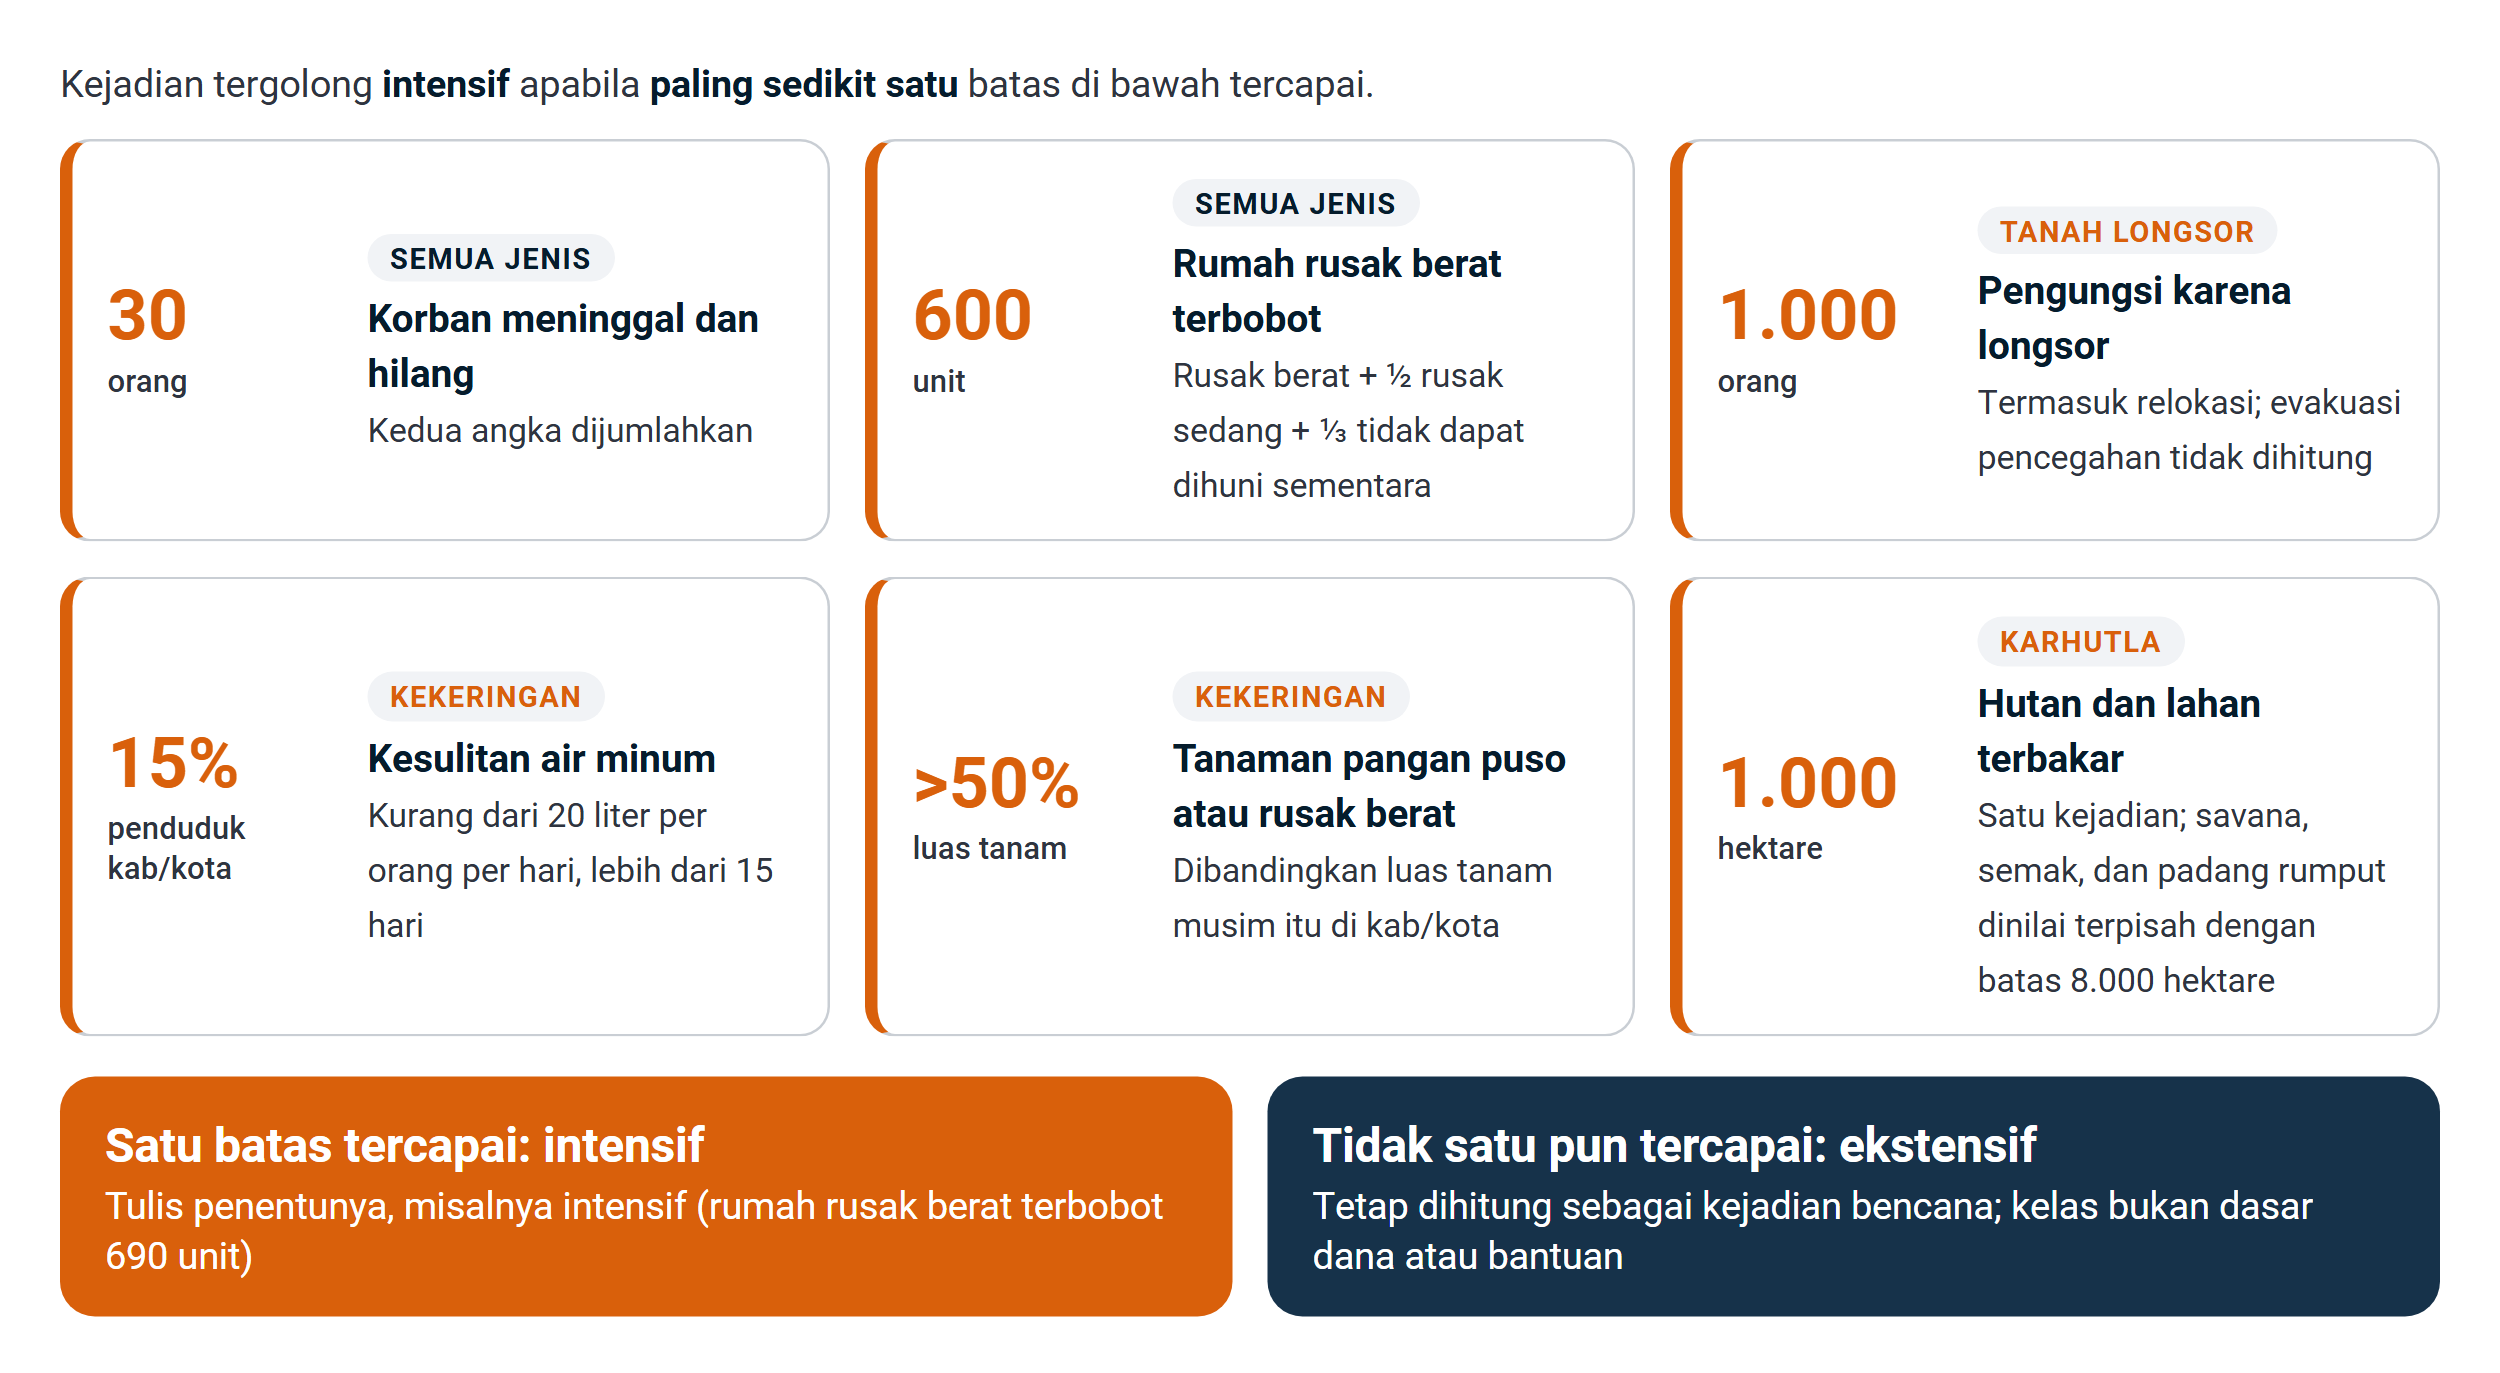 Kejadian tergolong intensif apabila paling sedikit satu batas di bawah tercapai.
30
orang
SEMUA JENIS
Korban meninggal dan
hilang
Kedua angka dijumlahkan
600
unit
SEMUA JENIS
Rumah rusak berat
terbobot
Rusak berat + ½ rusak
sedang + ⅓ tidak dapat
dihuni sementara
1.000
orang
TANAH LONGSOR
Pengungsi karena
longsor
Termasuk relokasi; evakuasi
pencegahan tidak dihitung
15%
penduduk
kab/kota
KEKERINGAN
Kesulitan air minum
Kurang dari 20 liter per
orang per hari, lebih dari 15
hari
>50%
luas tanam
KEKERINGAN
Tanaman pangan puso
atau rusak berat
Dibandingkan luas tanam
musim itu di kab/kota
1.000
hektare
KARHUTLA
Hutan dan lahan
terbakar
Satu kejadian; savana,
semak, dan padang rumput
dinilai terpisah dengan
batas 8.000 hektare
Satu batas tercapai: intensif
Tulis penentunya, misalnya intensif (rumah rusak berat terbobot
690 unit)
Tidak satu pun tercapai: ekstensif
Tetap dihitung sebagai kejadian bencana; kelas bukan dasar
dana atau bantuan